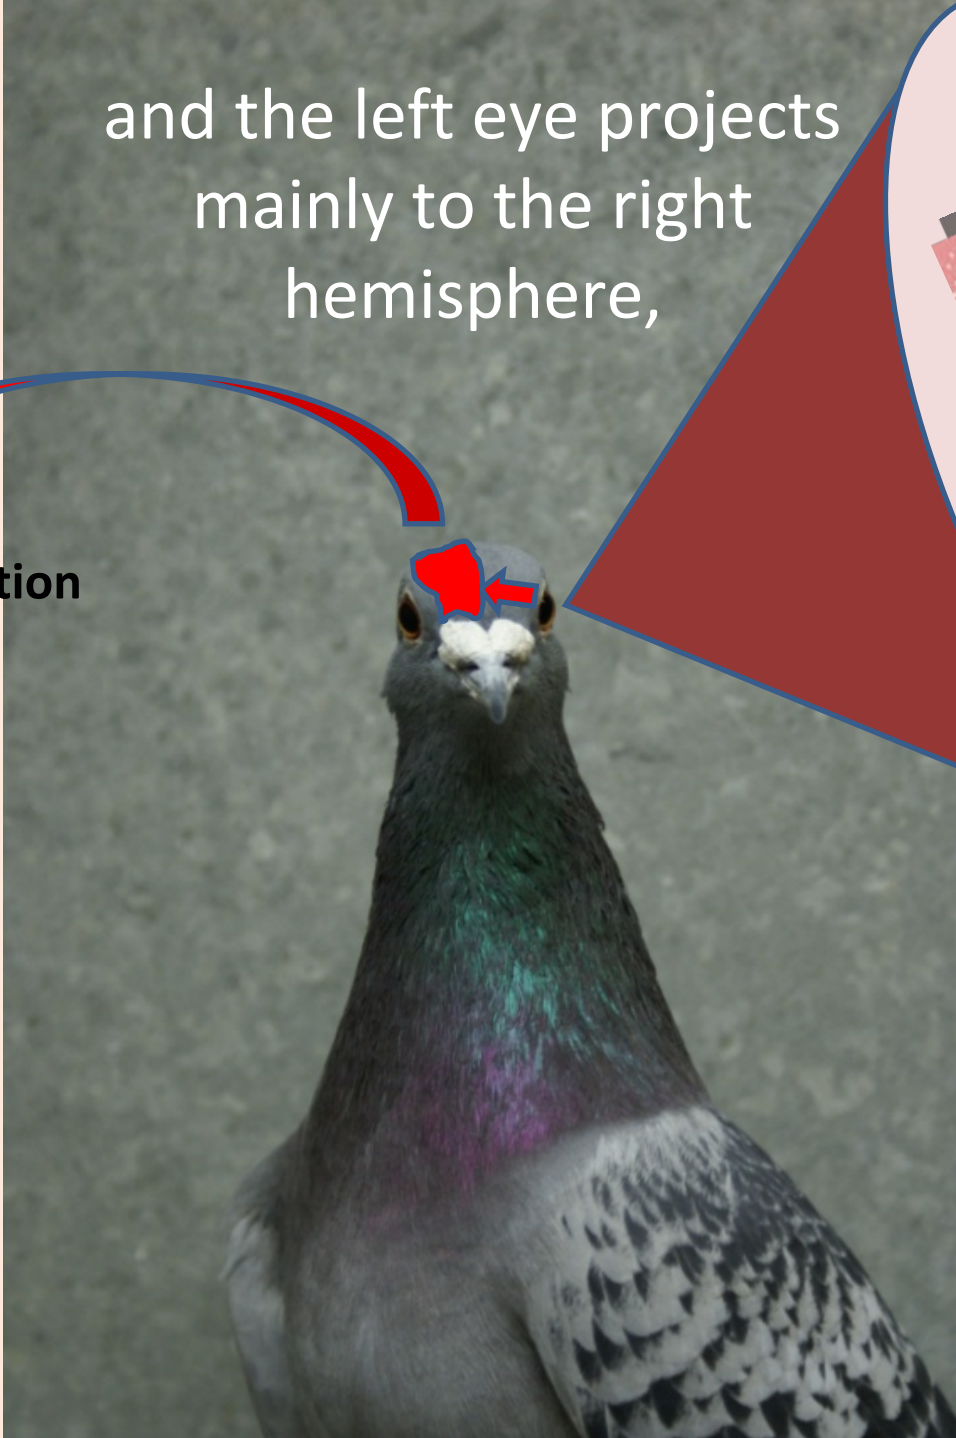 and the left eye projects
mainly to the right
hemisphere,
tion